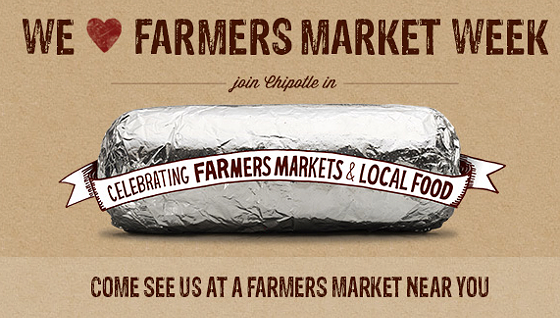 WE ❤ FARMERS MARKET WEEK
join Chipotle in
CELEBRATING FARMERS MARKETS & LOCAL FOOD
COME SEE US AT A FARMERS MARKET NEAR YOU